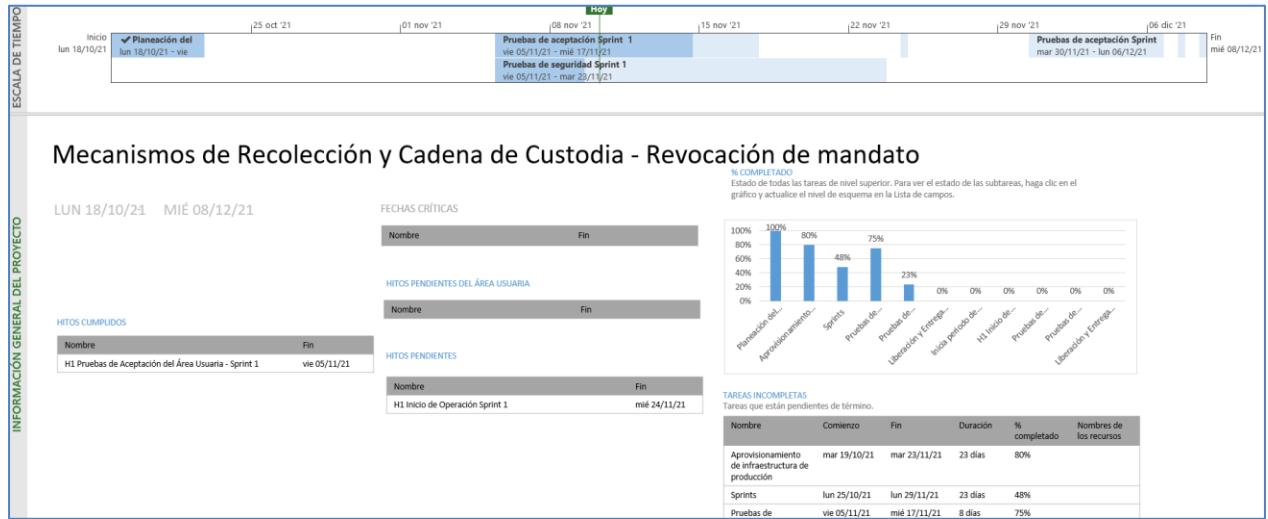 ESCALA DE TIEMPO
Hoy
25 oct '21
01 nov '21
08 nov '21
15 nov '21
22 nov '21
29 nov '21
06 dic '21
Inicio
lun 18/10/21
✔ Planeación del
lun 18/10/21 - vie
Pruebas de aceptación Sprint 1
vie 05/11/21 - mié 17/11/21
Pruebas de seguridad Sprint 1
vie 05/11/21 - mar 23/11/21
Pruebas de aceptación Sprint
mar 30/11/21 - lun 06/12/21
Fin
mié 08/12/21
INFORMACIÓN GENERAL DEL PROYECTO
Mecanismos de Recolección y Cadena de Custodia - Revocación de mandato
LUN 18/10/21 MIÉ 08/12/21
HITOS CUMPLIDOS
Nombre Fin
H1 Pruebas de Aceptación del Área Usuaria - Sprint 1 vie 05/11/21
FECHAS CRÍTICAS
Nombre Fin
HITOS PENDIENTES DEL ÁREA USUARIA
Nombre Fin
HITOS PENDIENTES
Nombre Fin
H1 Inicio de Operación Sprint 1 mié 24/11/21
% COMPLETADO
Estado de todas las tareas de nivel superior. Para ver el estado de las subtareas, haga clic en el
gráfico y actualice el nivel de esquema en la Lista de campos.
100%
80%
60%
40%
20%
0%
100%
80%
48%
75%
23%
0%
0%
0%
0%
0%
0%
Planeación del...
Aprovisionamiento...
Sprints
Pruebas de...
Pruebas de...
Liberación y Entrega...
Inicia periodo de...
H1 Inicio de...
Pruebas de...
Pruebas de...
Liberación y Entrega...
TAREAS INCOMPLETAS
Tareas que están pendientes de término.
Nombre Comienzo Fin Duración % completado Nombres de los recursos
Aprovisionamiento mar 19/10/21 mar 23/11/21 23 días 80%
de infraestructura de
producción
Sprints lun 25/10/21 lun 29/11/21 23 días 48%
Pruebas de vie 05/11/21 mié 17/11/21 8 días 75%